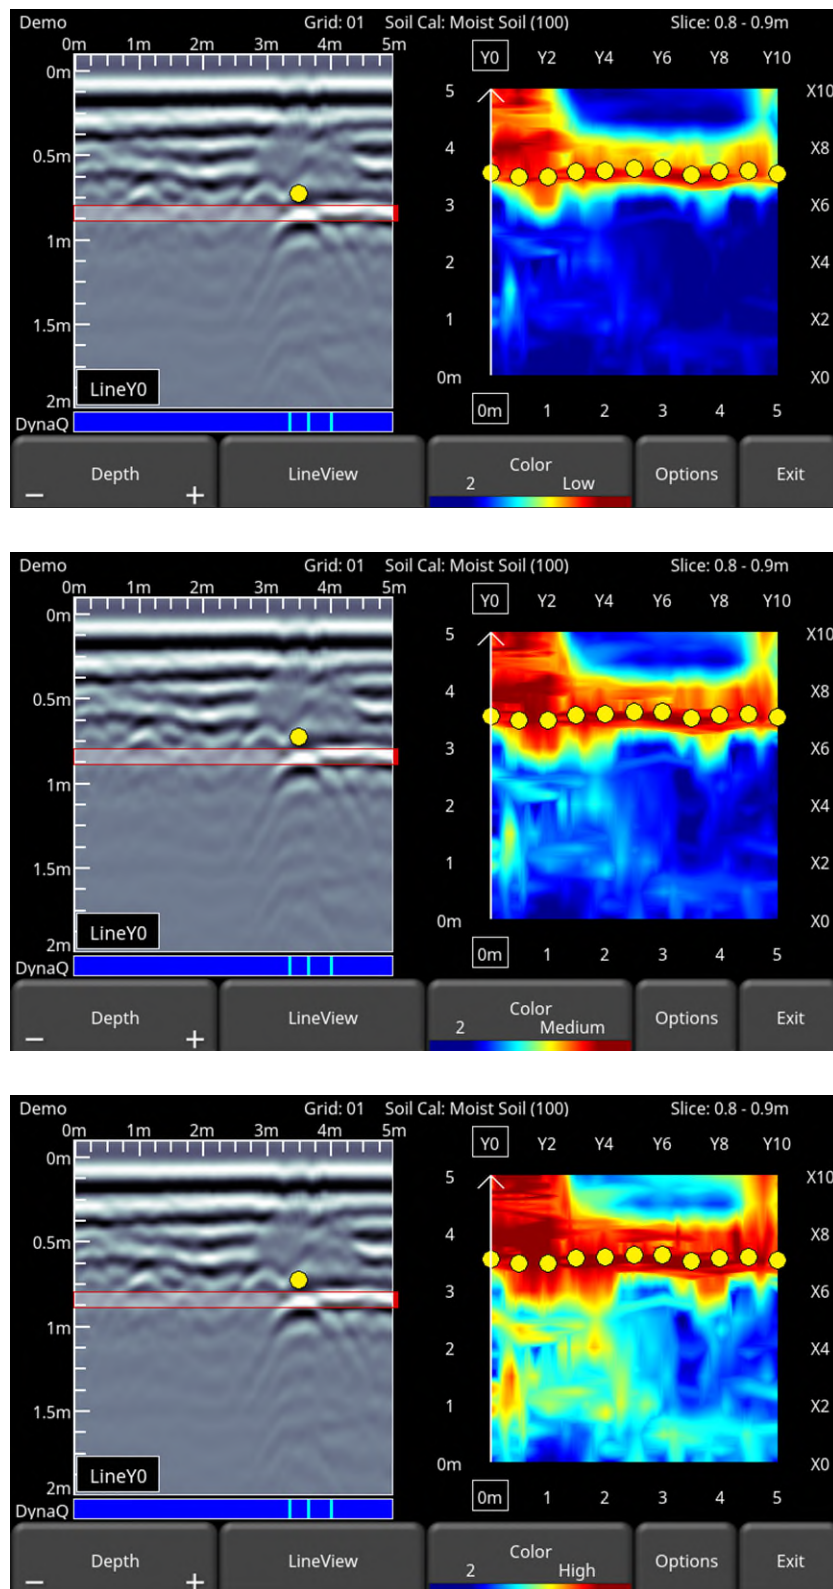 Demo Grid: 01 Soil Cal: Moist Soil (100) Slice: 0.8 - 0.9m
0m 1m 2m 3m 4m 5m Y0 Y2 Y4 Y6 Y8 Y10
0m
5 X10
4 X8
0.5m
3 X6
1m
2 X4
1.5m
1 X2
LineY0
0m X0
2m
0m 1 2 3 4 5
DynaQ
Depth LineView Color Options Exit
2 Low
− +
Demo Grid: 01 Soil Cal: Moist Soil (100) Slice: 0.8 - 0.9m
0m 1m 2m 3m 4m 5m Y0 Y2 Y4 Y6 Y8 Y10
0m
5 X10
4 X8
0.5m
3 X6
1m
2 X4
1.5m
1 X2
LineY0
0m X0
2m
0m 1 2 3 4 5
DynaQ
Depth LineView Color Options Exit
2 Medium
− +
Demo Grid: 01 Soil Cal: Moist Soil (100) Slice: 0.8 - 0.9m
0m 1m 2m 3m 4m 5m Y0 Y2 Y4 Y6 Y8 Y10
0m
5 X10
4 X8
0.5m
3 X6
1m
2 X4
1.5m
1 X2
LineY0
0m X0
2m
0m 1 2 3 4 5
DynaQ
Depth LineView Color Options Exit
2 High
− +